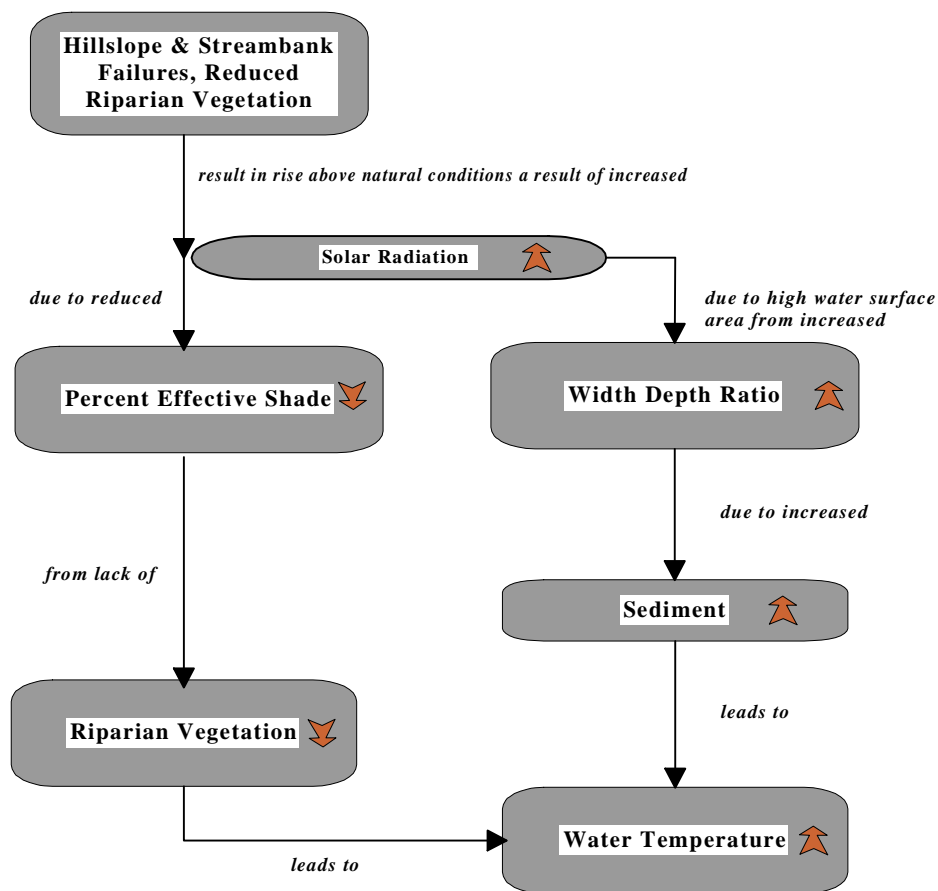 Hillslope & Streambank
Failures, Reduced
Riparian Vegetation
result in rise above natural conditions a result of increased
Solar Radiation
due to reduced
due to high water surface
area from increased
Percent Effective Shade
Width Depth Ratio
due to increased
from lack of
Sediment
Riparian Vegetation
leads to
Water Temperature
leads to